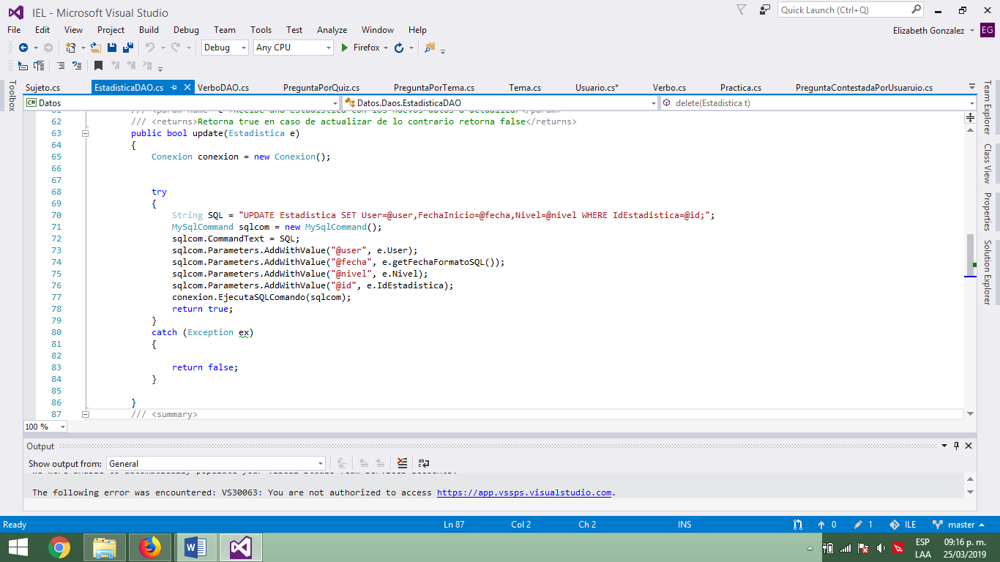 IEL - Microsoft Visual Studio
Quick Launch (Ctrl+Q)
File Edit View Project Build Debug Team Tools Test Analyze Window Help
Elizabeth Gonzalez EG
Debug Any CPU Firefox
Toolbox
Sujeto.cs EstadisticaDAO.cs VerboDAO.cs PreguntaPorQuiz.cs PreguntaPorTema.cs Tema.cs Usuario.cs* Verbo.cs Practica.cs PreguntaContestadaPorUsuaruio.cs
C# Datos Datos.Daos.EstadisticaDAO delete(Estadistica t)
62 /// <returns>Retorna true en caso de actualizar de lo contrario retorna false</returns>
63 public bool update(Estadistica e)
64 {
65 Conexion conexion = new Conexion();
66
67
68 try
69 {
70 String SQL = "UPDATE Estadistica SET User=@user,FechaInicio=@fecha,Nivel=@nivel WHERE IdEstadistica=@id;";
71 MySqlCommand sqlcom = new MySqlCommand();
72 sqlcom.CommandText = SQL;
73 sqlcom.Parameters.AddWithValue("@user", e.User);
74 sqlcom.Parameters.AddWithValue("@fecha", e.getFechaFormatoSQL());
75 sqlcom.Parameters.AddWithValue("@nivel", e.Nivel);
76 sqlcom.Parameters.AddWithValue("@id", e.IdEstadistica);
77 conexion.EjecutaSQLComando(sqlcom);
78 return true;
79 }
80 catch (Exception ex)
81 {
82
83 return false;
84 }
85
86 }
87 /// <summary>
100 %
Team Explorer
Class View
Properties
Solution Explorer
Output
Show output from: General
The following error was encountered: VS30063: You are not authorized to access https://app.vssps.visualstudio.com.
Ready Ln 87 Col 2 Ch 2 INS 0 1 ILE master
ESP 09:16 p. m.
LAA 25/03/2019